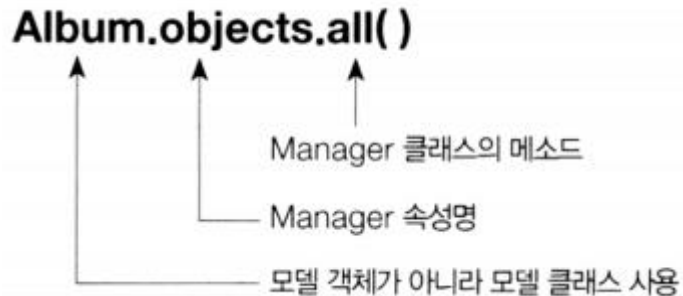 Album.objects.all( )
Manager 클래스의 메소드
Manager 속성명
모델 객체가 아니라 모델 클래스 사용